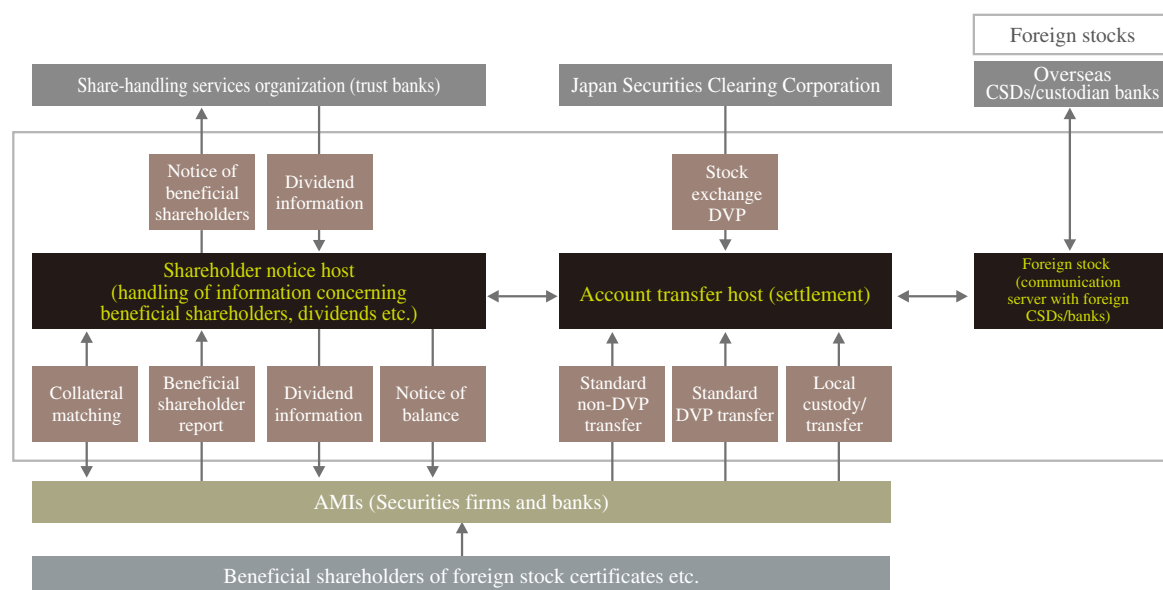 Foreign stocks
Share-handling services organization (trust banks)
Japan Securities Clearing Corporation
Overseas
CSDs/custodian banks
Notice of
beneficial
shareholders
Dividend
information
Stock
exchange
DVP
Shareholder notice host
(handling of information concerning
beneficial shareholders, dividends etc.)
Account transfer host (settlement)
Foreign stock
(communication
server with foreign
CSDs/banks)
Collateral
matching
Beneficial
shareholder
report
Dividend
information
Notice of
balance
Standard
non-DVP
transfer
Standard
DVP transfer
Local
custody/
transfer
AMIs (Securities firms and banks)
Beneficial shareholders of foreign stock certificates etc.